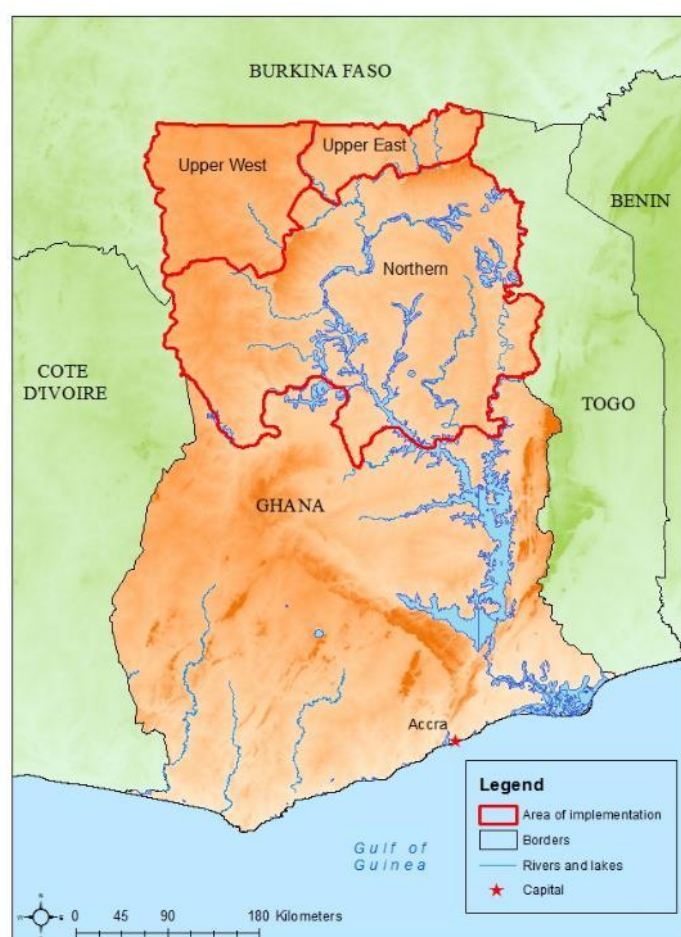 BURKINA FASO
Upper East
Upper West
BENIN
Northern
COTE
D'IVOIRE
TOGO
GHANA
Accra
Legend
Area of implementation
Borders
Rivers and lakes
Capital
Gulf of
Guinea
N
W
E
S
0 45 90 180 Kilometers